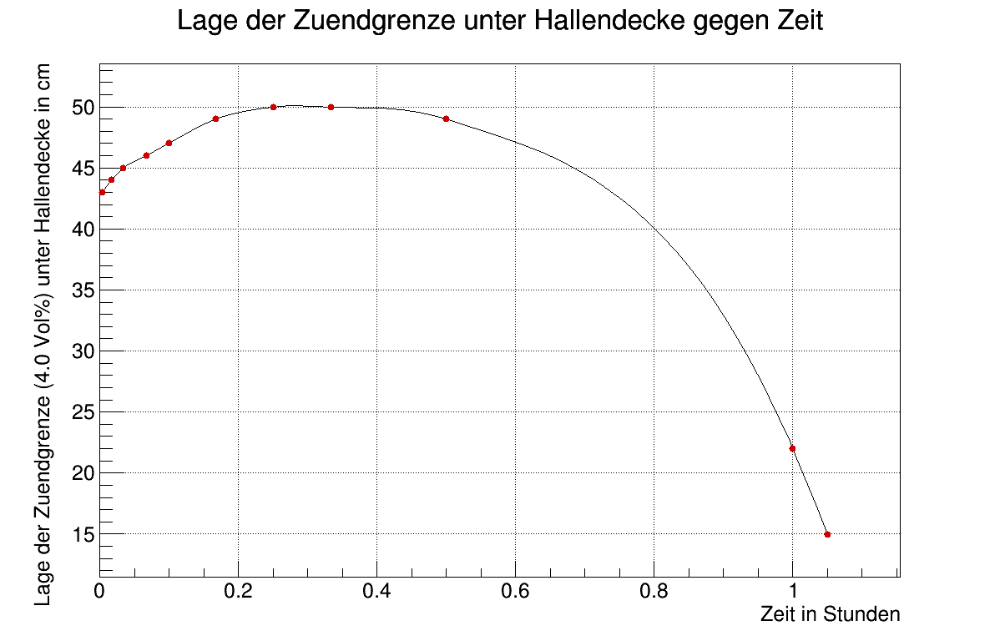 Lage der Zuendgrenze unter Hallendecke gegen Zeit
Lage der Zuendgrenze (4.0 Vol%) unter Hallendecke in cm
50
45
40
35
30
25
20
15
0 0.2 0.4 0.6 0.8 1
Zeit in Stunden